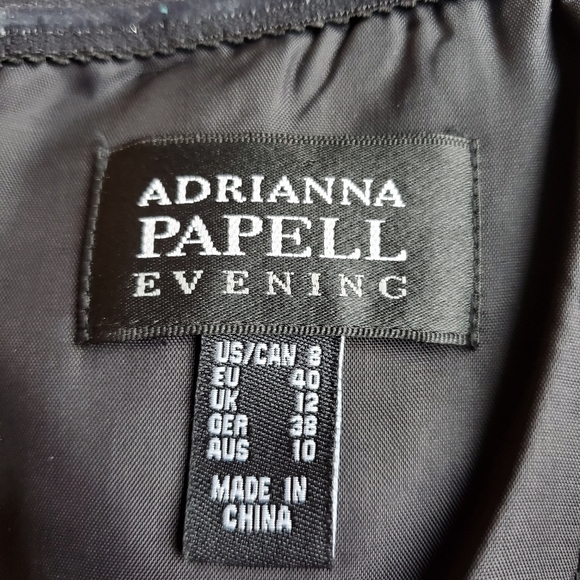 ADRIANNA
PAPELL
EVENING
US/CAN 8
EU 40
UK 12
GER 38
AUS 10
MADE IN
CHINA